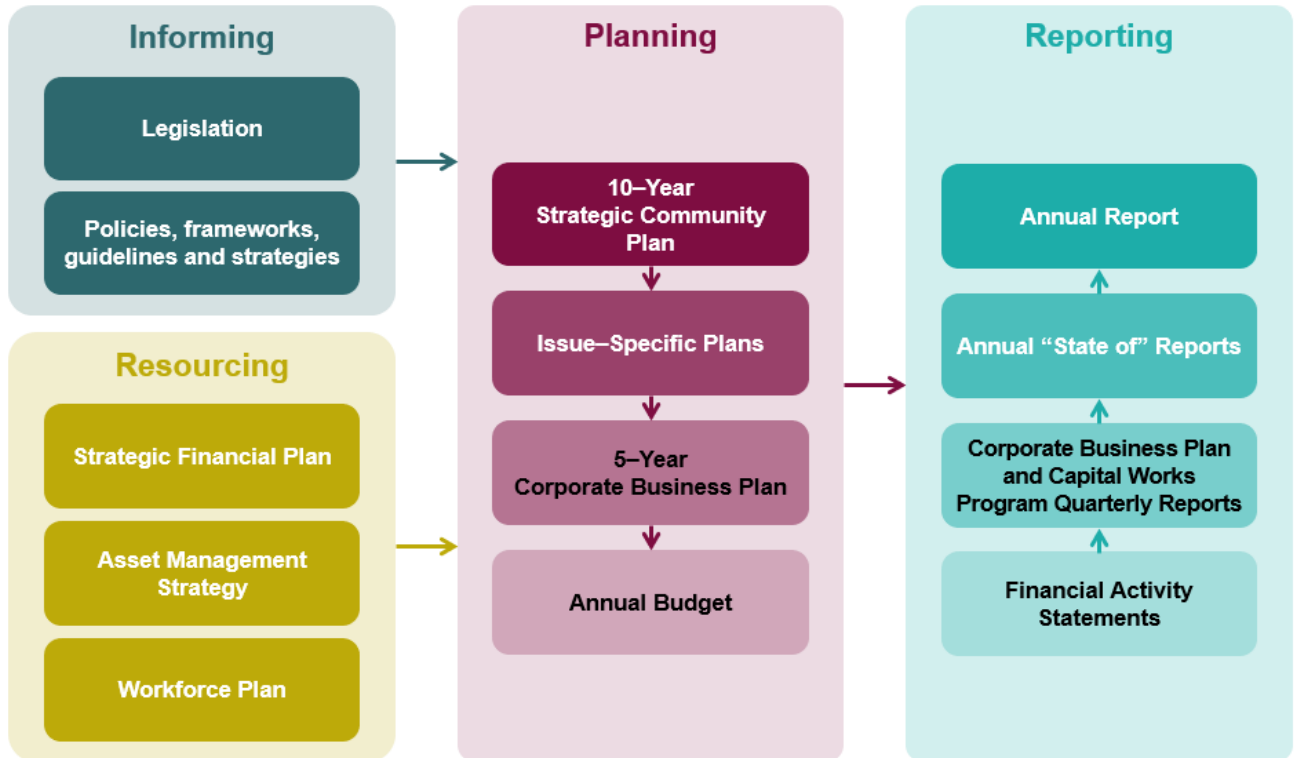 Informing
Legislation
Policies, frameworks,
guidelines and strategies
Resourcing
Strategic Financial Plan
Asset Management
Strategy
Workforce Plan
Planning
10–Year
Strategic Community
Plan
Issue–Specific Plans
5–Year
Corporate Business Plan
Annual Budget
Reporting
Annual Report
Annual “State of” Reports
Corporate Business Plan
and Capital Works
Program Quarterly Reports
Financial Activity
Statements